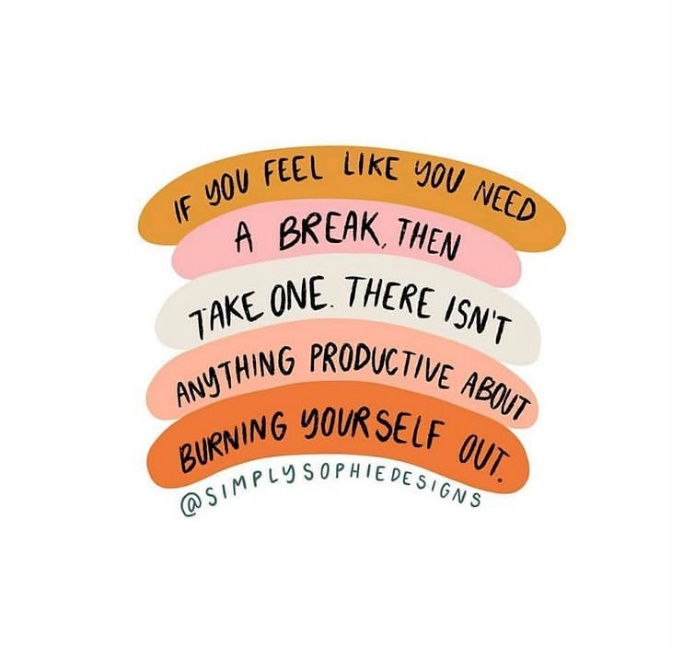 IF YOU FEEL LIKE YOU NEED
A BREAK, THEN
TAKE ONE. THERE ISN'T
ANYTHING PRODUCTIVE ABOUT
BURNING YOURSELF OUT.
@SIMPLYSOPHIEDESIGNS